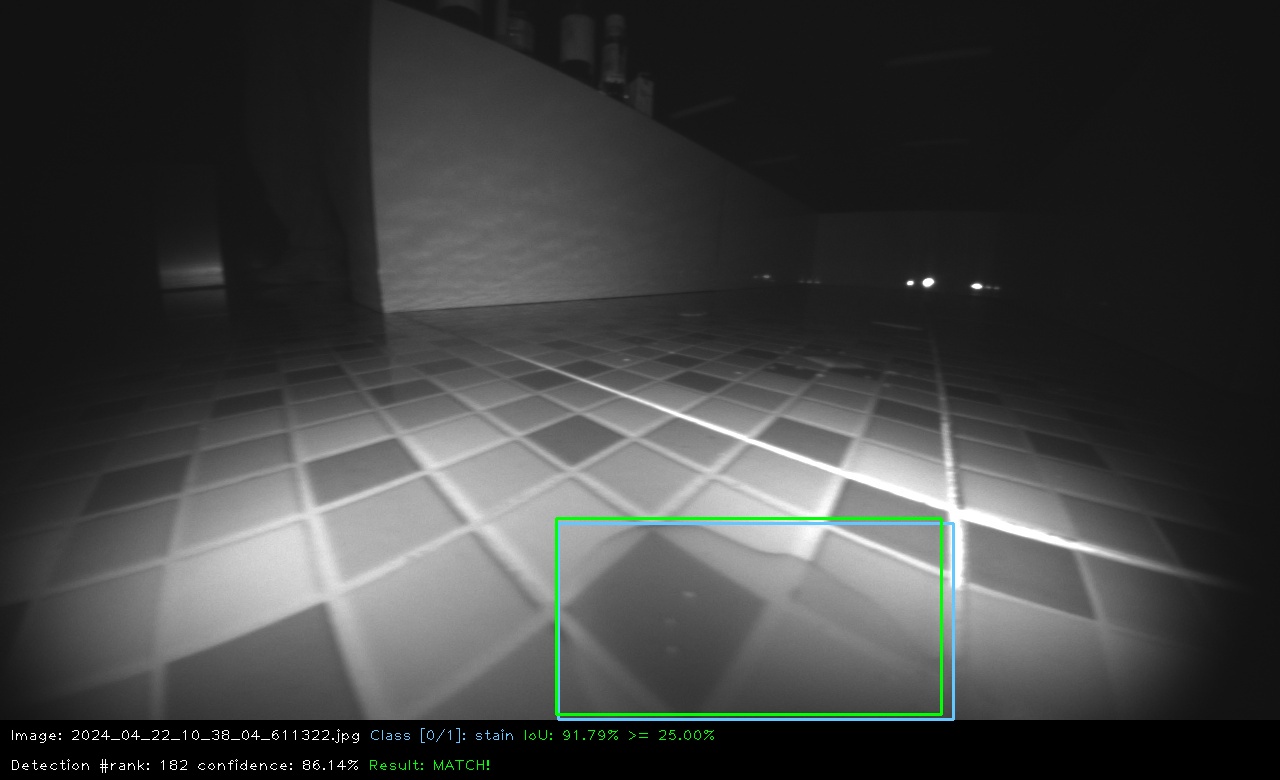 Image: 2024_04_22_10_38_04_611322.jpg Class [0/1]: stain IoU: 91.79% >= 25.00%
Detection #rank: 182 confidence: 86.14% Result: MATCH!